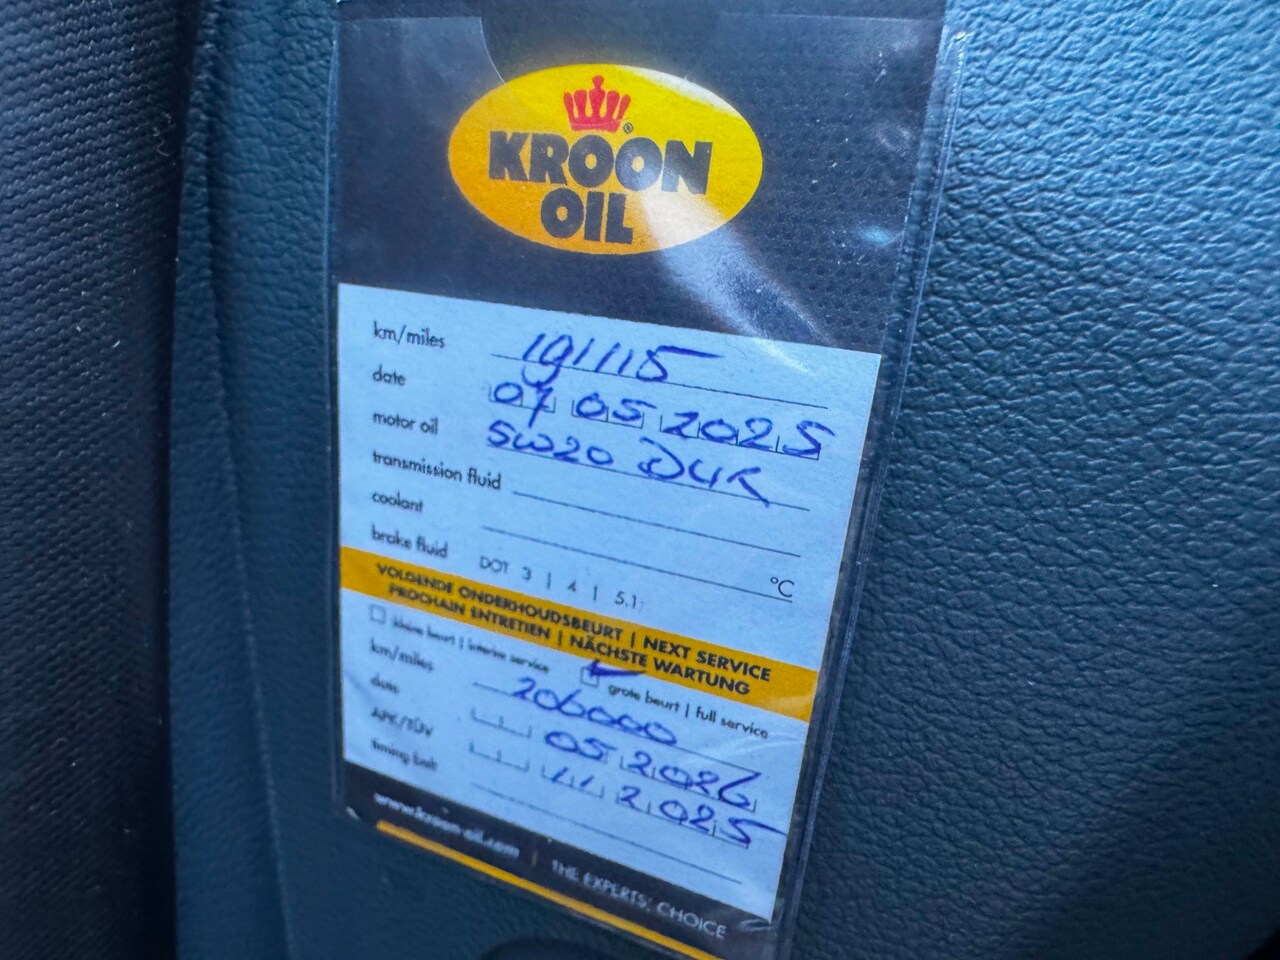 KROON
OIL
km/miles 191115
date 07 05 2025
motor oil 5W20 DUR
transmission fluid
coolant °C
brake fluid DOT 3 | 4 | 5.1
VOLGENDE ONDERHOUDSBEURT | NEXT SERVICE
PROCHAIN ENTRETIEN | NÄCHSTE WARTUNG
kleine beurt | interim service grote beurt | full service
km/miles 206000
date 05 2026
APK/TÜV 11 2025
timing belt
www.kroon-oil.com | THE EXPERTS' CHOICE